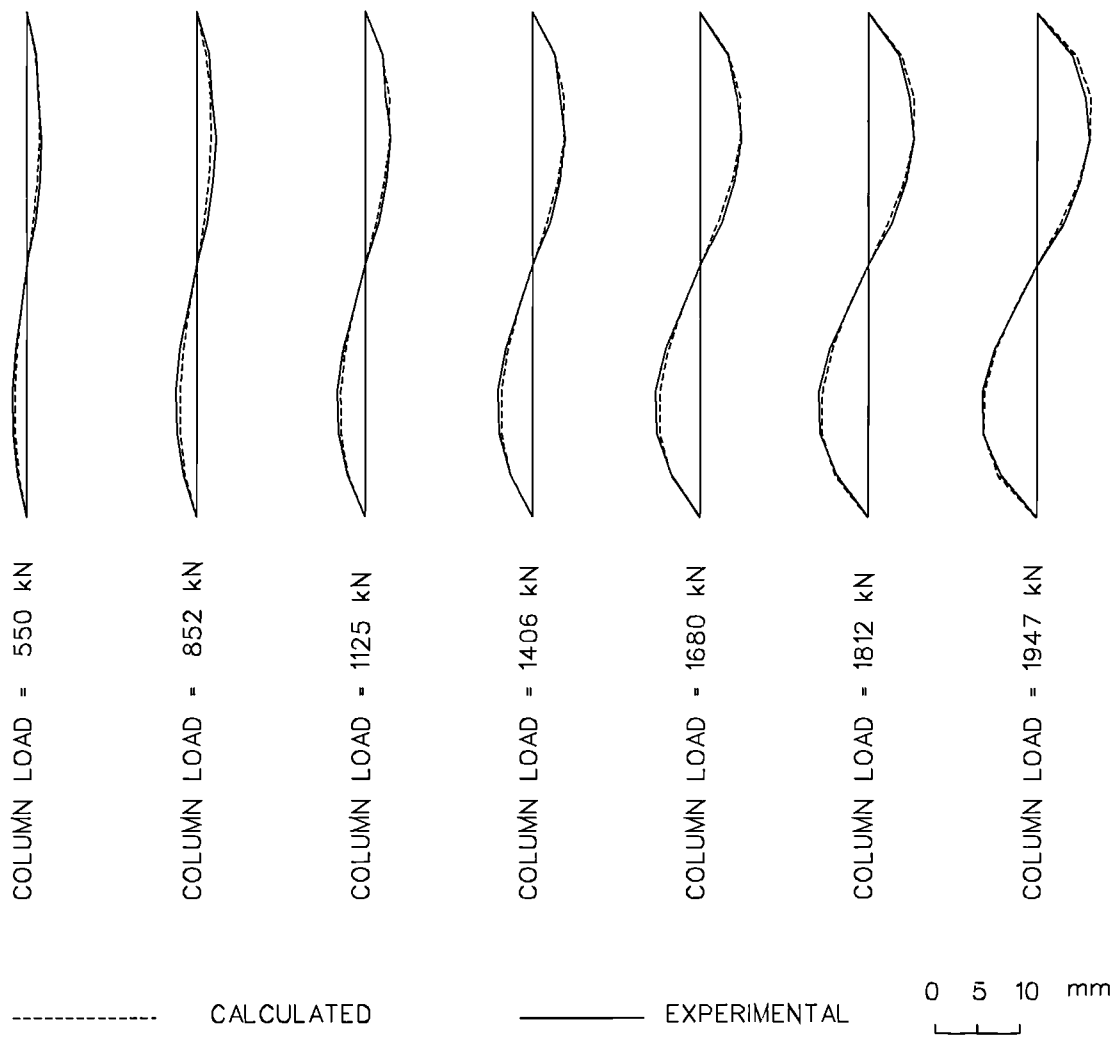 COLUMN LOAD = 550 kN
COLUMN LOAD = 852 kN
COLUMN LOAD = 1125 kN
COLUMN LOAD = 1406 kN
COLUMN LOAD = 1680 kN
COLUMN LOAD = 1812 kN
COLUMN LOAD = 1947 kN
0 5 10 mm
CALCULATED
EXPERIMENTAL